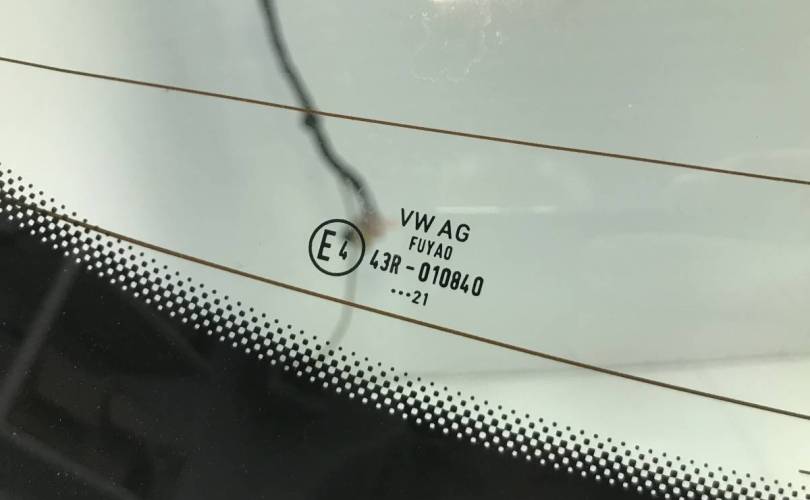 VW AG
FUYAO
E4 43R-010840
...21